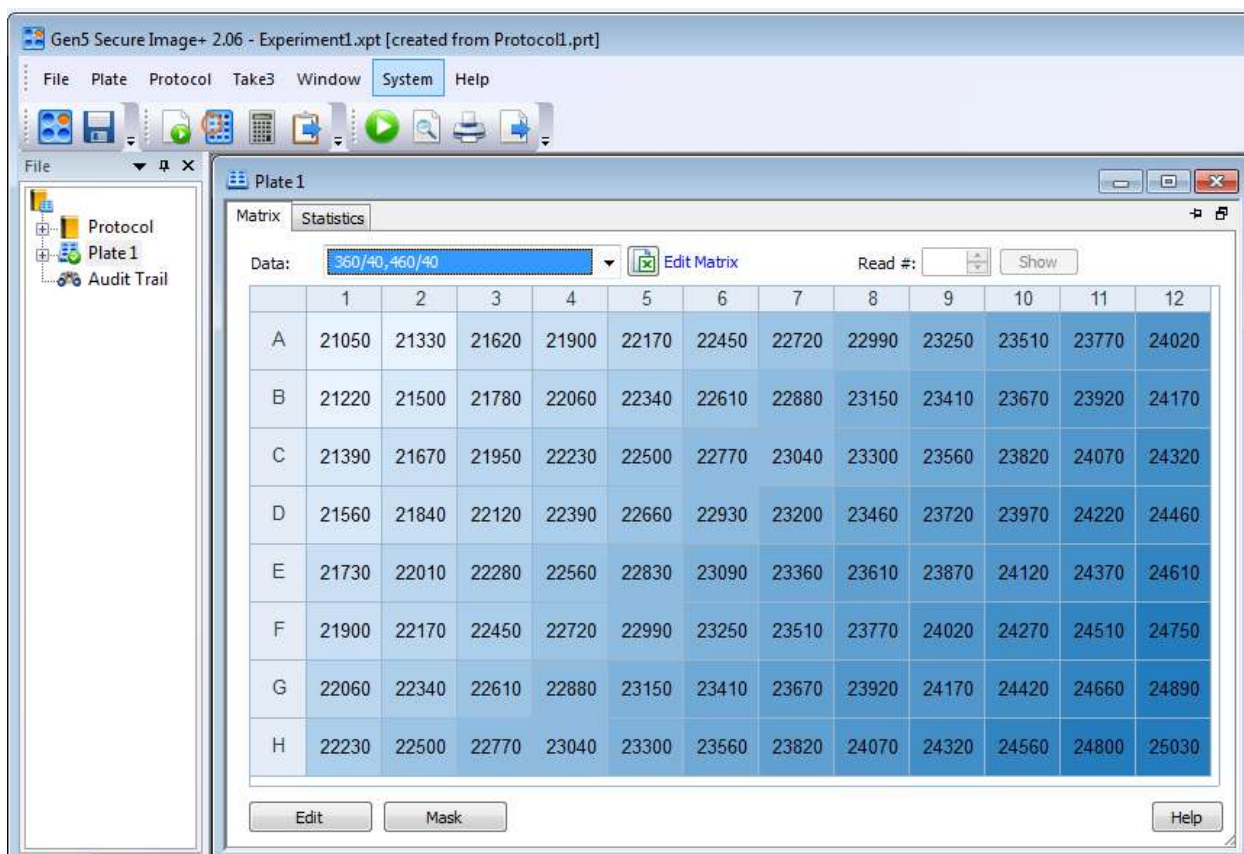 Gen5 Secure Image+ 2.06 - Experiment1.xpt [created from Protocol1.prt]
File Plate Protocol Take3 Window System Help
File
Plate 1
Protocol
Plate 1
Audit Trail
Matrix Statistics
Data: 360/40,460/40 Edit Matrix Read #: Show
1 2 3 4 5 6 7 8 9 10 11 12
A 21050 21330 21620 21900 22170 22450 22720 22990 23250 23510 23770 24020
B 21220 21500 21780 22060 22340 22610 22880 23150 23410 23670 23920 24170
C 21390 21670 21950 22230 22500 22770 23040 23300 23560 23820 24070 24320
D 21560 21840 22120 22390 22660 22930 23200 23460 23720 23970 24220 24460
E 21730 22010 22280 22560 22830 23090 23360 23610 23870 24120 24370 24610
F 21900 22170 22450 22720 22990 23250 23510 23770 24020 24270 24510 24750
G 22060 22340 22610 22880 23150 23410 23670 23920 24170 24420 24660 24890
H 22230 22500 22770 23040 23300 23560 23820 24070 24320 24560 24800 25030
Edit Mask Help